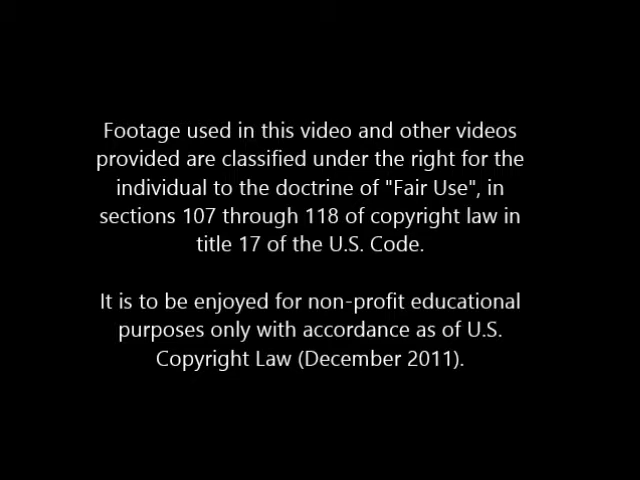 Footage used in this video and other videos
provided are classified under the right for the
individual to the doctrine of "Fair Use", in
sections 107 through 118 of copyright law in
title 17 of the U.S. Code.
It is to be enjoyed for non-profit educational
purposes only with accordance as of U.S.
Copyright Law (December 2011).